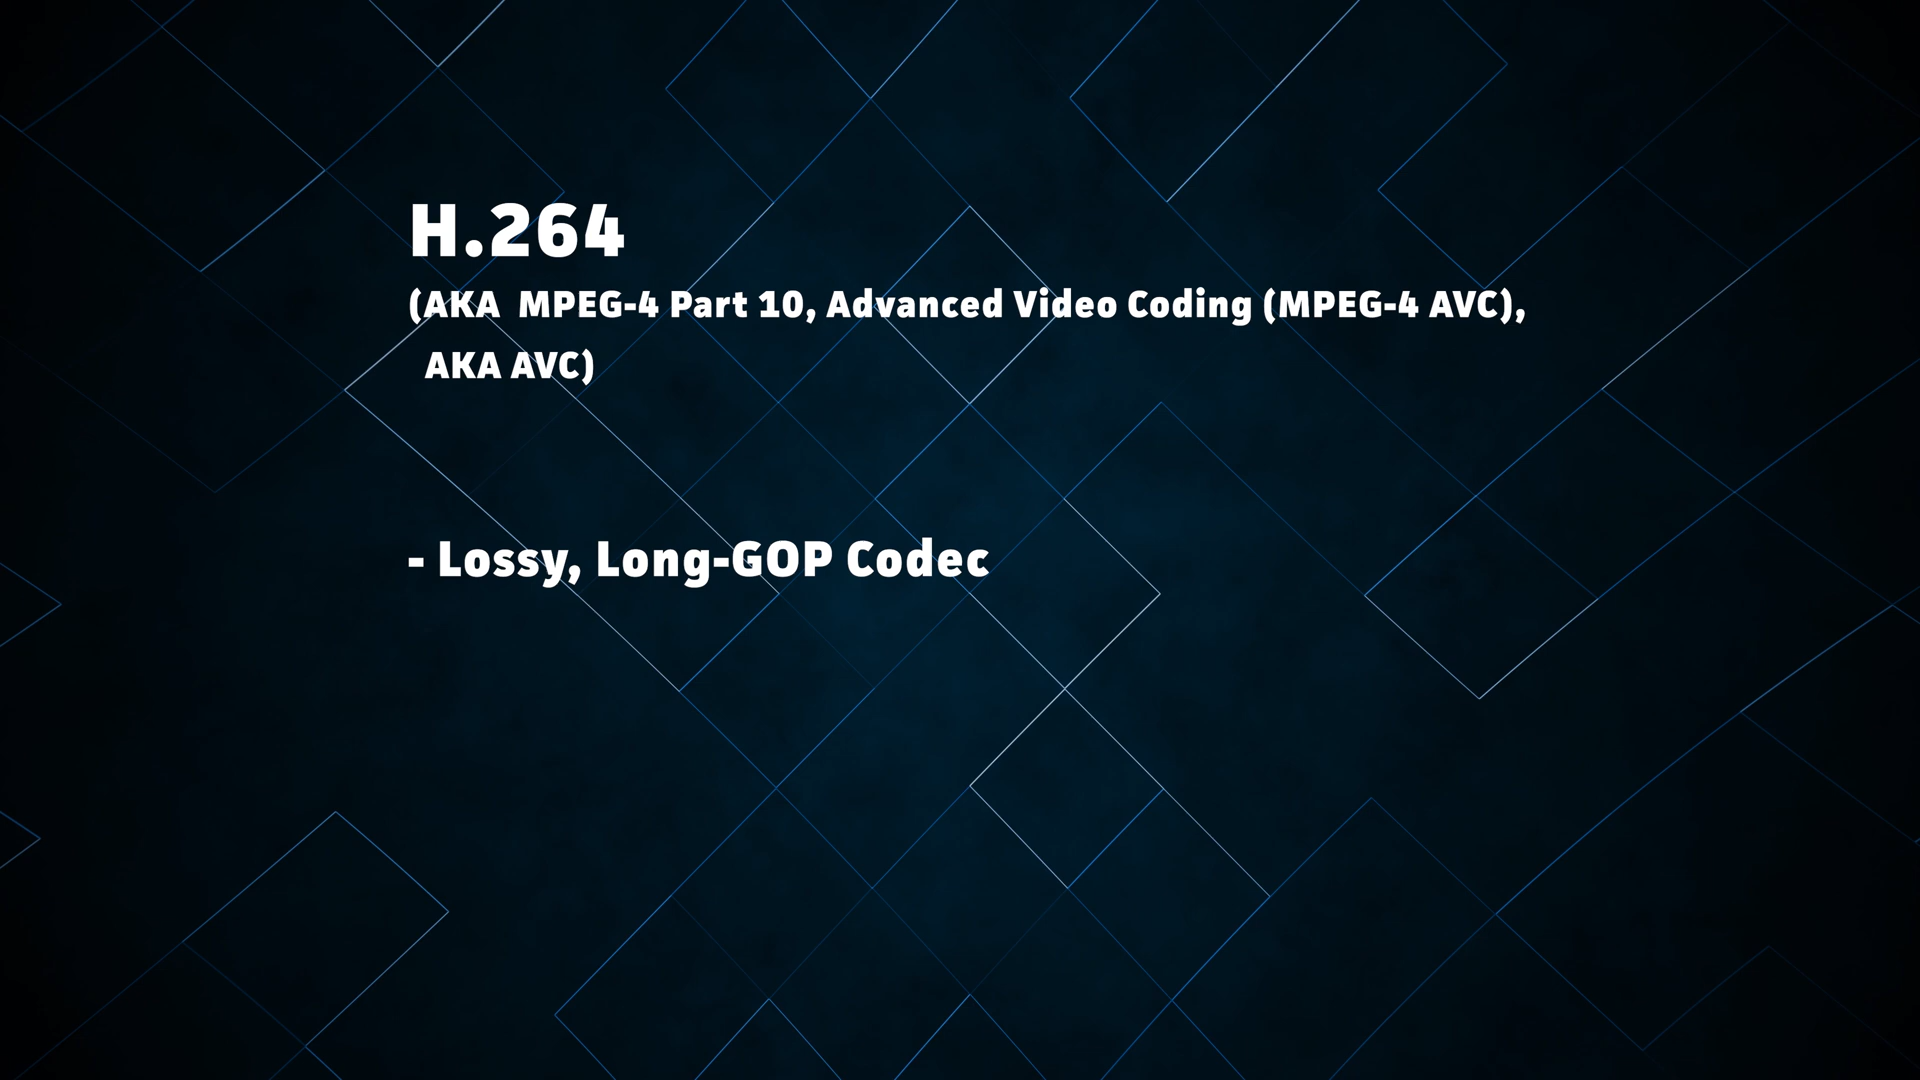 H.264
(AKA MPEG-4 Part 10, Advanced Video Coding (MPEG-4 AVC),
AKA AVC)
- Lossy, Long-GOP Codec